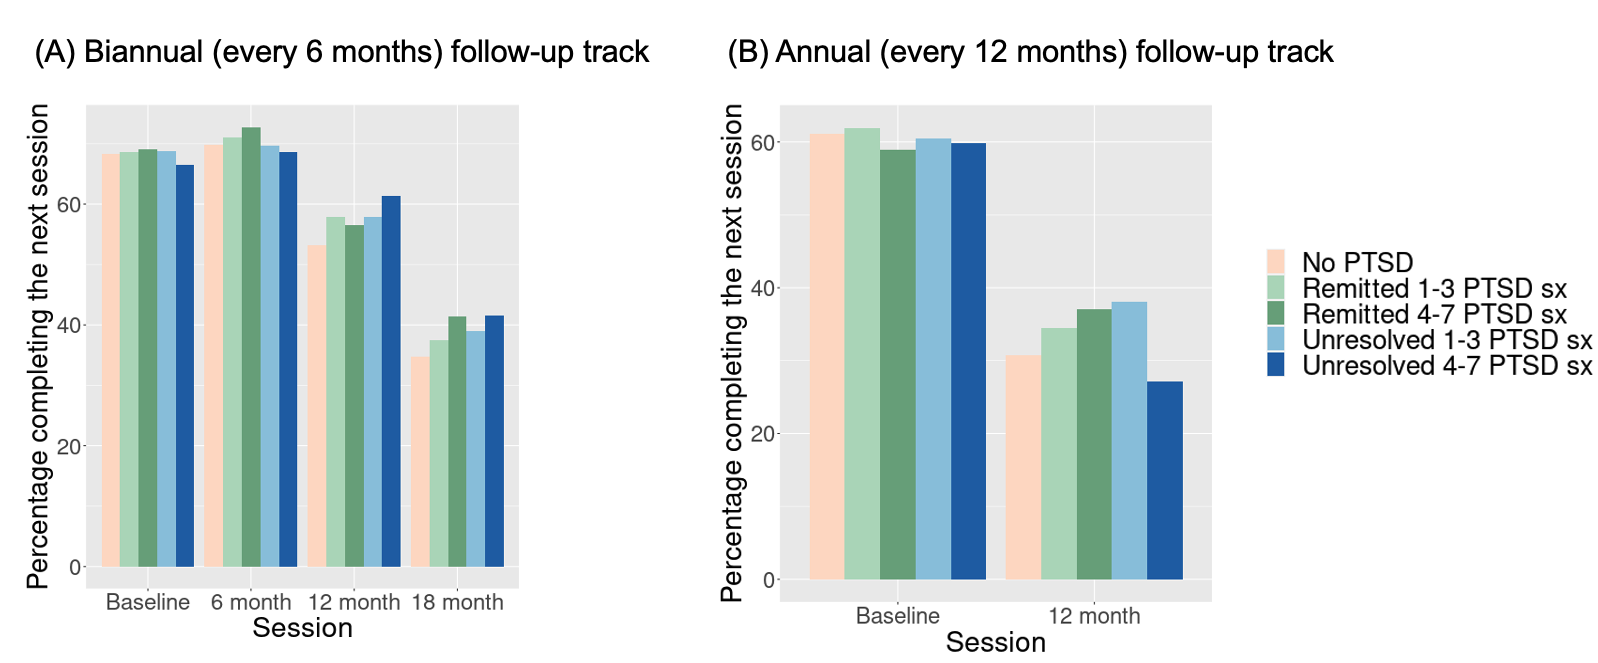 (A) Biannual (every 6 months) follow-up track
Percentage completing the next session
60
40
20
0
Baseline
6 month
12 month
18 month
Session
(B) Annual (every 12 months) follow-up track
Percentage completing the next session
60
40
20
0
Baseline
12 month
Session
No PTSD
Remitted 1-3 PTSD sx
Remitted 4-7 PTSD sx
Unresolved 1-3 PTSD sx
Unresolved 4-7 PTSD sx